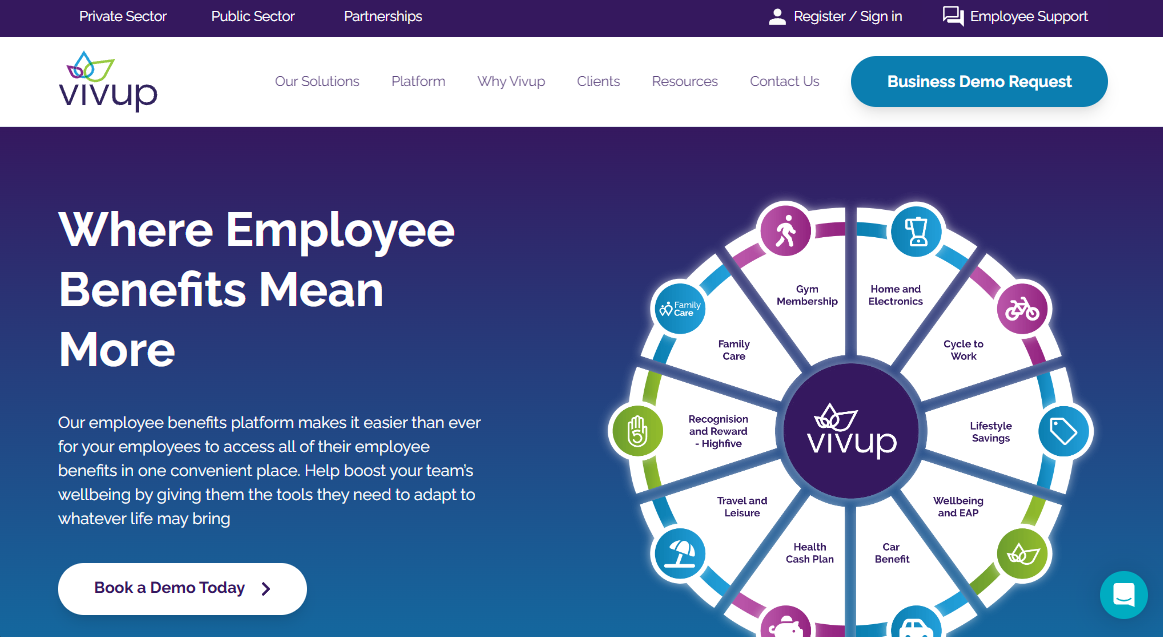 Private Sector
Public Sector
Partnerships
Register / Sign in
Employee Support
vivup
Our Solutions
Platform
Why Vivup
Clients
Resources
Contact Us
Business Demo Request
Where Employee
Benefits Mean
More
Our employee benefits platform makes it easier than ever
for your employees to access all of their employee
benefits in one convenient place. Help boost your team's
wellbeing by giving them the tools they need to adapt to
whatever life may bring
Book a Demo Today
Gym
Membership
Home and
Electronics
Cycle to
Work
Lifestyle
Savings
Wellbeing
and EAP
Car
Benefit
Health
Cash Plan
Travel and
Leisure
Recognision
and Reward
- Highfive
5
Family
Care
Family
Care
vivup